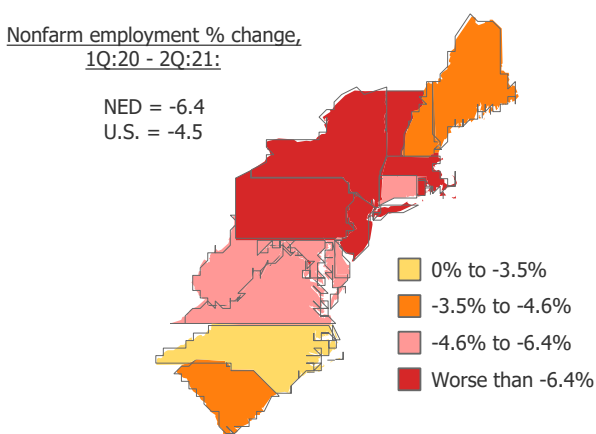 Nonfarm employment % change,
1Q:20 - 2Q:21:
NED = -6.4
U.S. = -4.5
0% to -3.5%
-3.5% to -4.6%
-4.6% to -6.4%
Worse than -6.4%